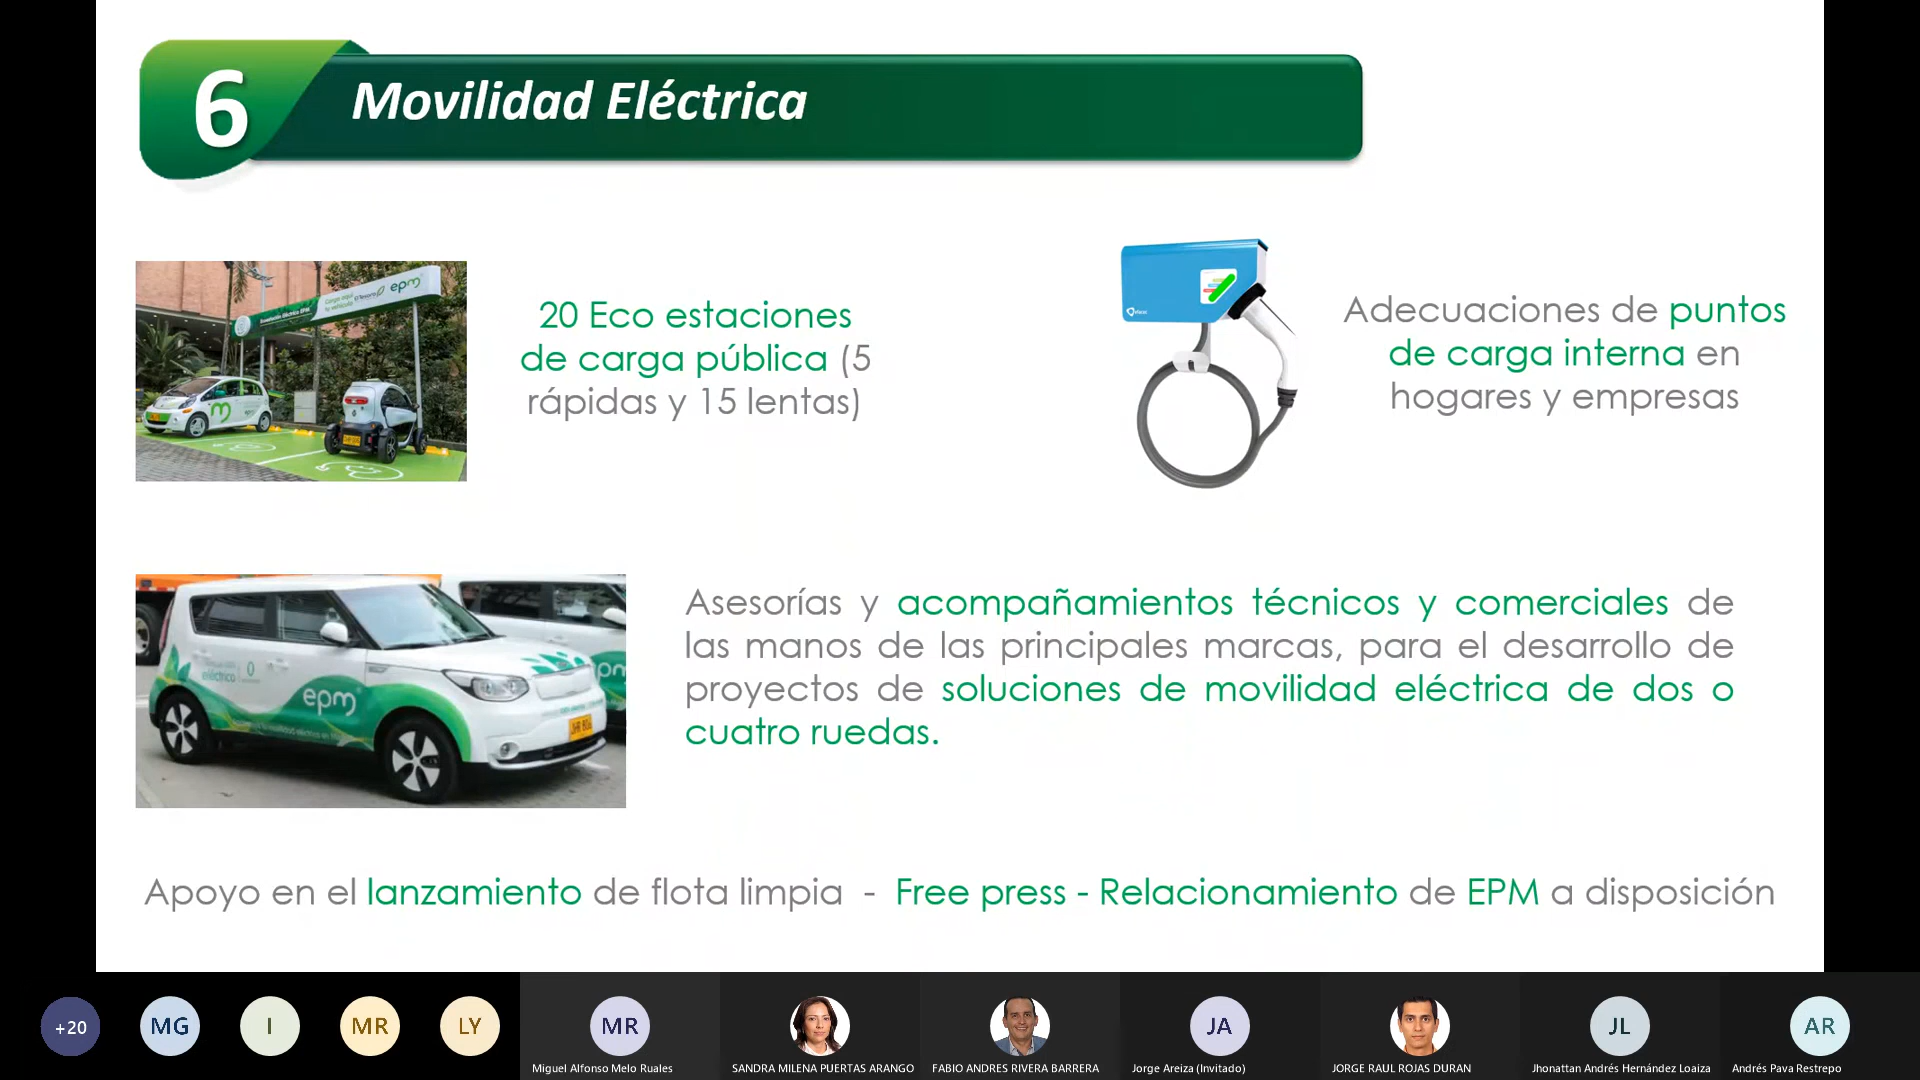 6
Movilidad Eléctrica
epm
20 Eco estaciones
de carga pública (5
rápidas y 15 lentas)
Adecuaciones de puntos
de carga interna en
hogares y empresas
epm
Asesorías y acompañamientos técnicos y comerciales de
las manos de las principales marcas, para el desarrollo de
proyectos de soluciones de movilidad eléctrica de dos o
cuatro ruedas.
Apoyo en el lanzamiento de flota limpia - Free press - Relacionamiento de EPM a disposición
+20
MG
I
MR
LY
MR
JA
JL
AR
Miguel Alfonso Melo Ruales
SANDRA MILENA PUERTAS ARANGO
FABIO ANDRES RIVERA BARRERA
Jorge Areiza (Invitado)
JORGE RAUL ROJAS DURAN
Jhonattan Andrés Hernández Loaiza
Andrés Pava Restrepo